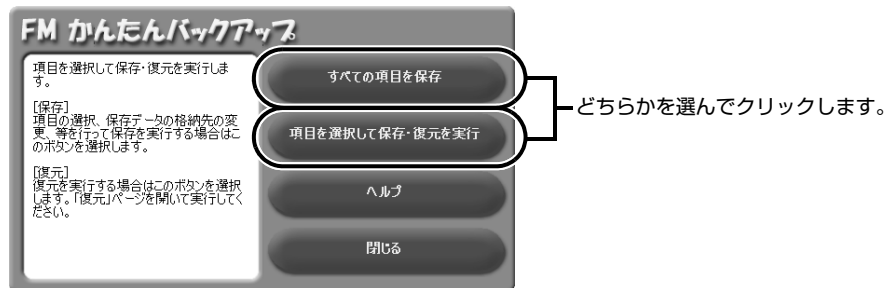 FM かんたんバックアップ
項目を選択して保存・復元を実行しま
す。
[保存]
項目の選択、保存データの格納先の変
更、等を行って保存を実行する場合はこ
のボタンを選択します。
[復元]
復元を実行する場合はこのボタンを選択
します。「復元」ページを開いて実行してく
ださい。
すべての項目を保存
項目を選択して保存・復元を実行
ヘルプ
閉じる
どちらかを選んでクリックします。